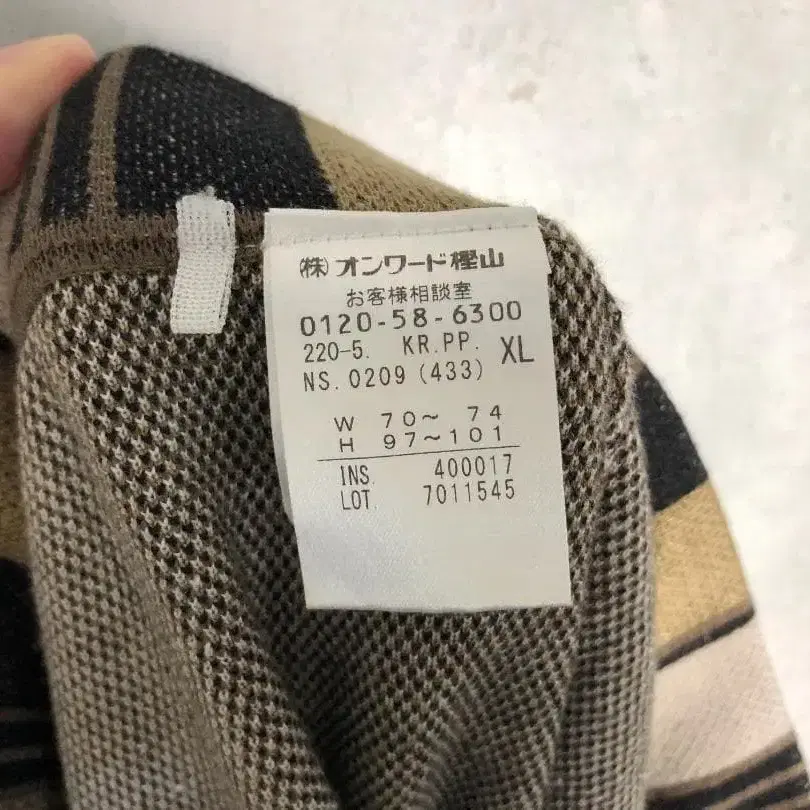 ㈱オンワード樫山
お客様相談室
0120-58-6300
220-5. KR.PP. XL
NS.0209(433)
W 70～ 74
H 97～101
INS. 400017
LOT. 7011545